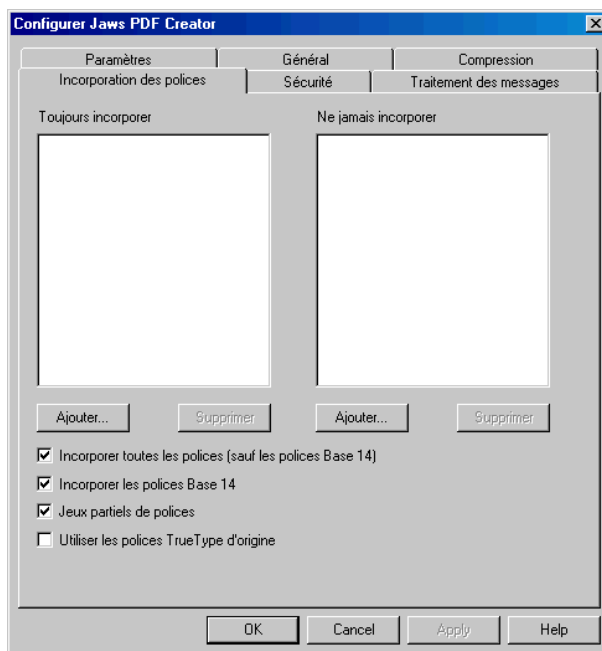 Configurer Jaws PDF Creator
Paramètres Général Compression
Incorporation des polices Sécurité Traitement des messages
Toujours incorporer Ne jamais incorporer
Ajouter... Supprimer Ajouter... Supprimer
Incorporer toutes les polices (sauf les polices Base 14)
Incorporer les polices Base 14
Jeux partiels de polices
Utiliser les polices TrueType d'origine
OK Cancel Apply Help